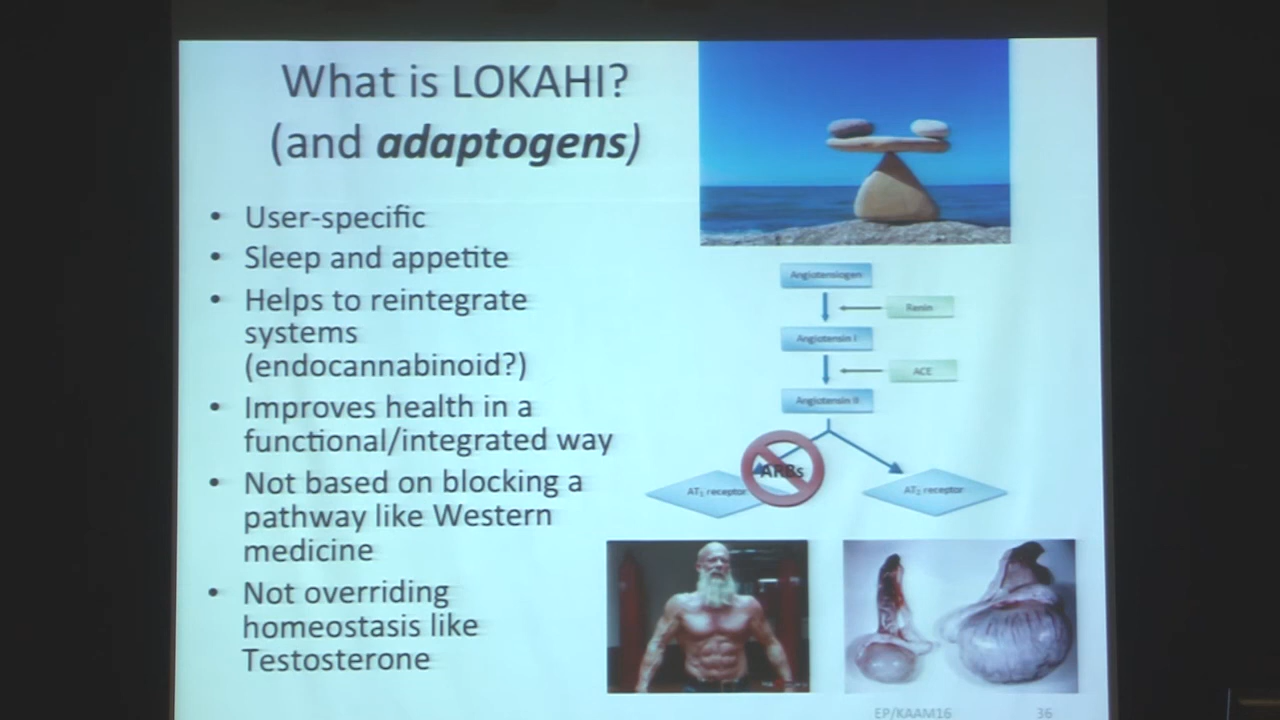 What is LOKAHI?
(and adaptogens)
• User-specific
• Sleep and appetite
• Helps to reintegrate
systems
(endocannabinoid?)
• Improves health in a
functional/integrated way
• Not based on blocking a
pathway like Western
medicine
• Not overriding
homeostasis like
Testosterone
Angiotensiogen
Renin
Angiotensin I
ACE
Angiotensin II
ARBs
AT₁ receptor
AT₂ receptor
EP/KAAM16
36